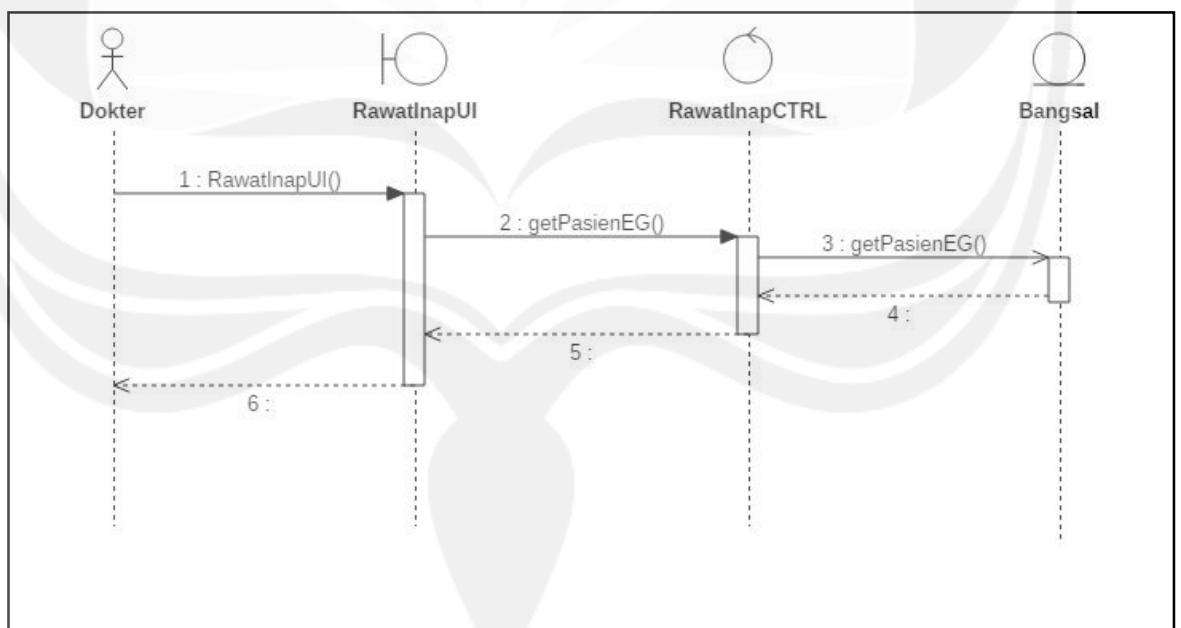 Dokter
RawatInapUI
RawatInapCTRL
Bangsal
1 : RawatInapUI()
2 : getPasienEG()
3 : getPasienEG()
4 :
5 :
6 :